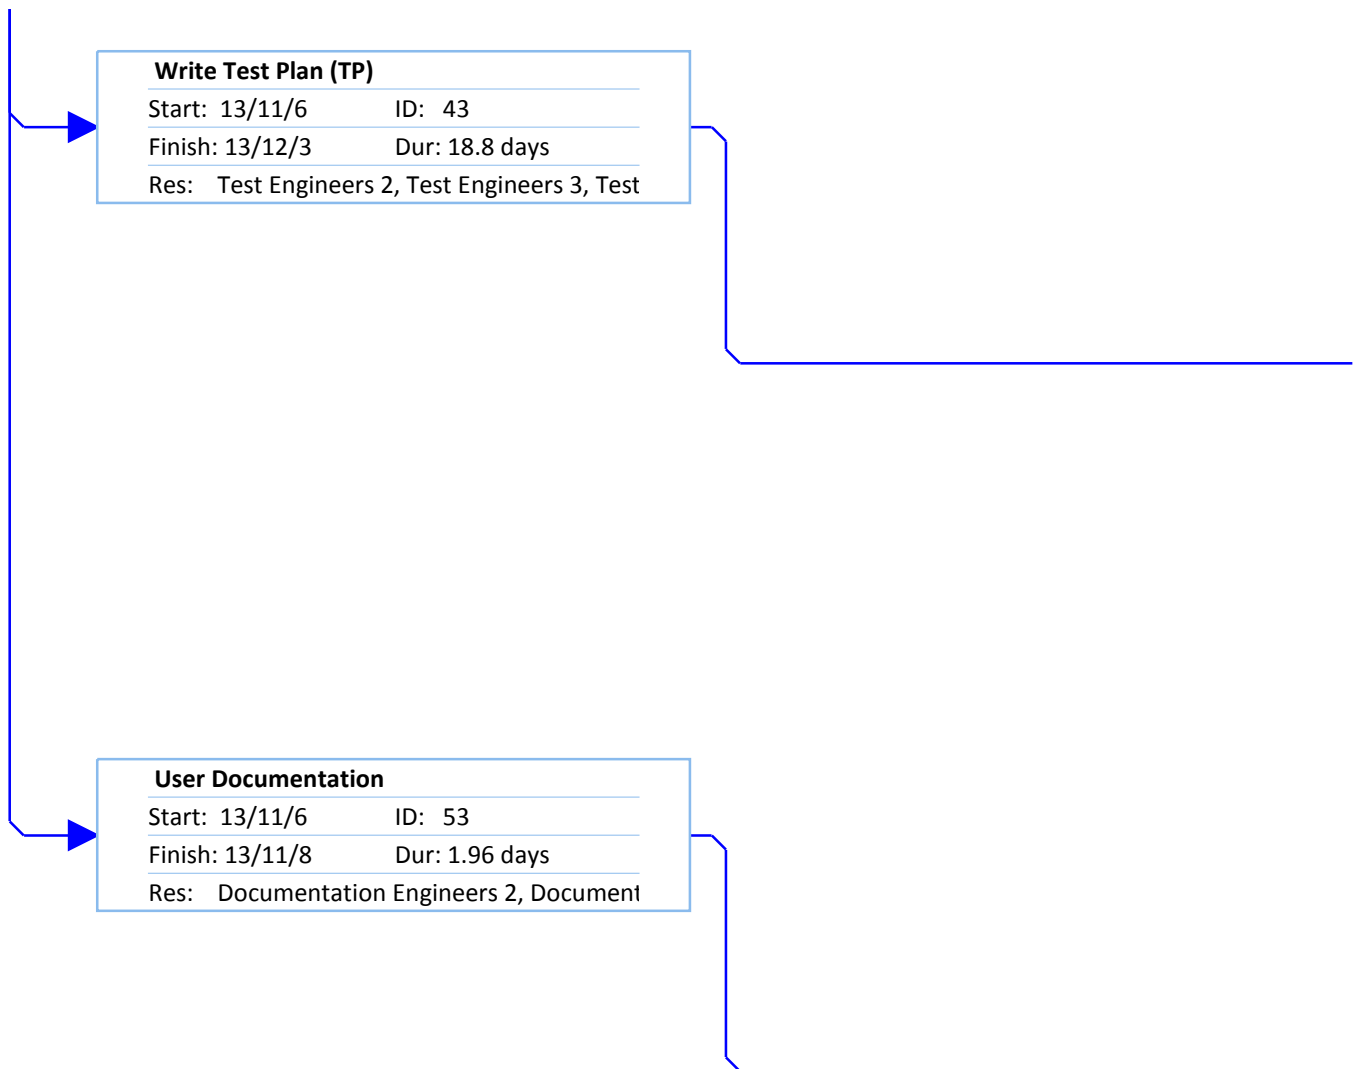 Write Test Plan (TP)
Start: 13/11/6 ID: 43
Finish: 13/12/3 Dur: 18.8 days
Res: Test Engineers 2, Test Engineers 3, Test
User Documentation
Start: 13/11/6 ID: 53
Finish: 13/11/8 Dur: 1.96 days
Res: Documentation Engineers 2, Document